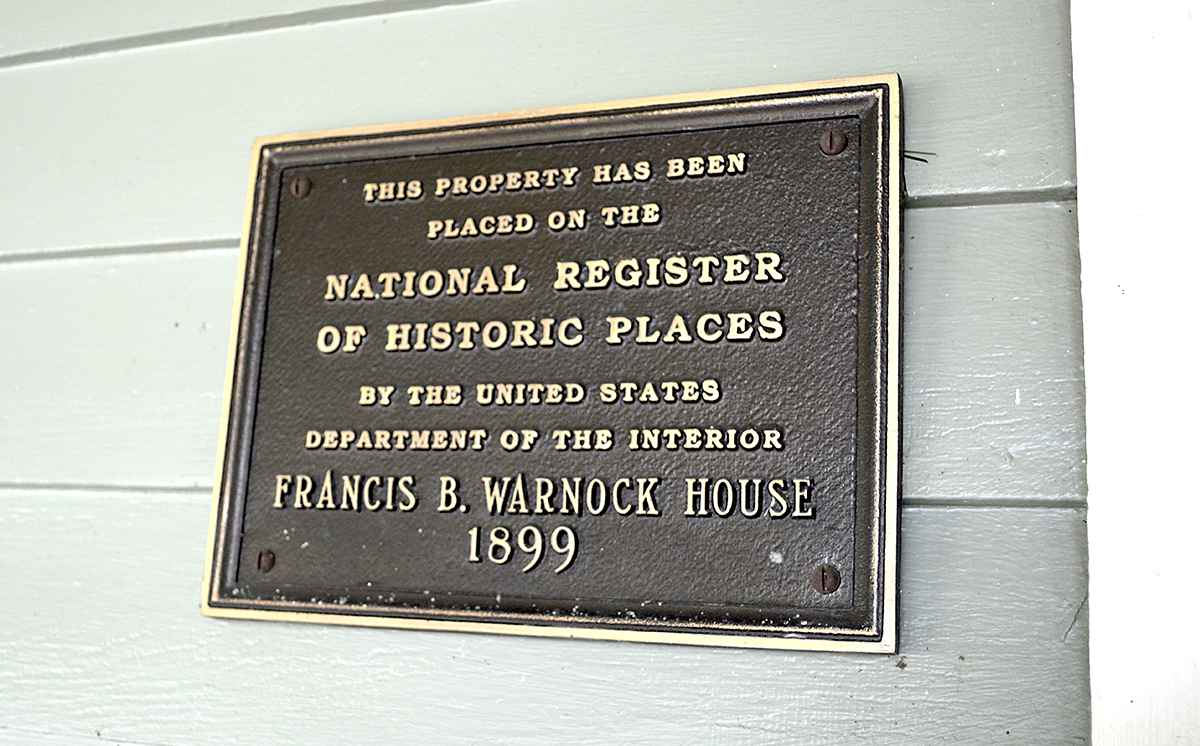 THIS PROPERTY HAS BEEN
PLACED ON THE
NATIONAL REGISTER
OF HISTORIC PLACES
BY THE UNITED STATES
DEPARTMENT OF THE INTERIOR
FRANCIS B. WARNOCK HOUSE
1899